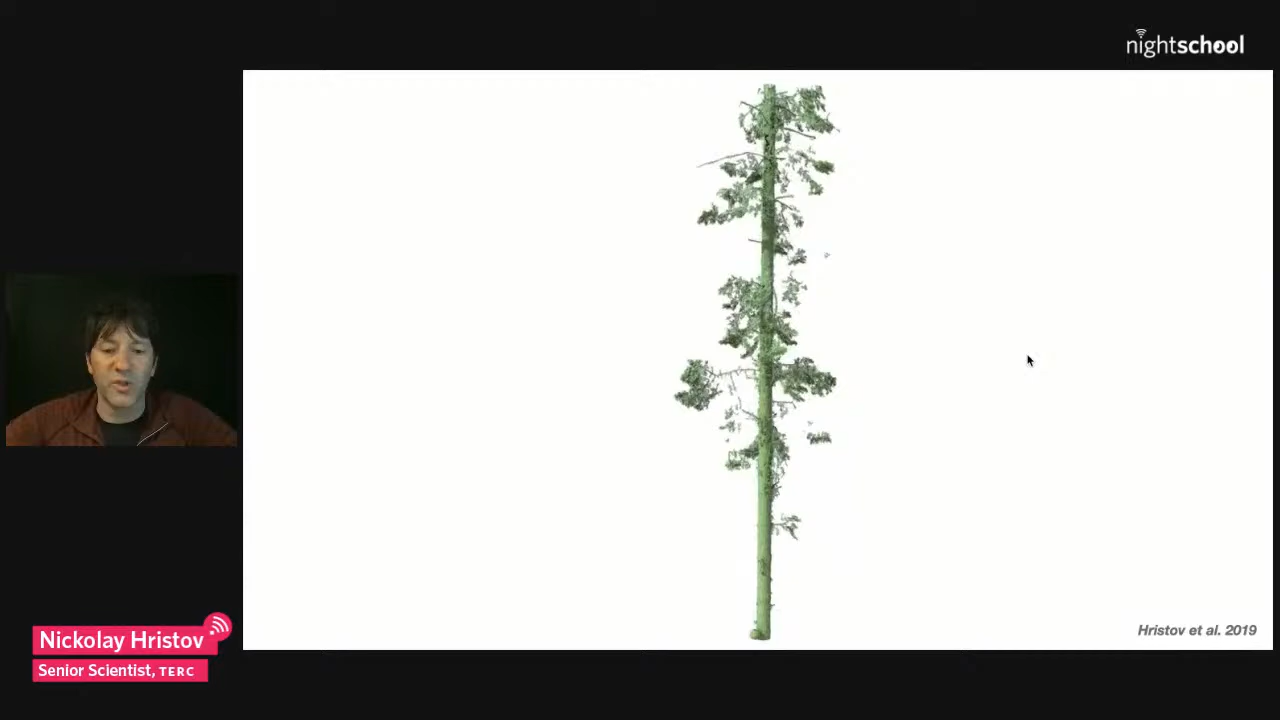 nightschool
Hristov et al. 2019
Nickolay Hristov
Senior Scientist, TERC